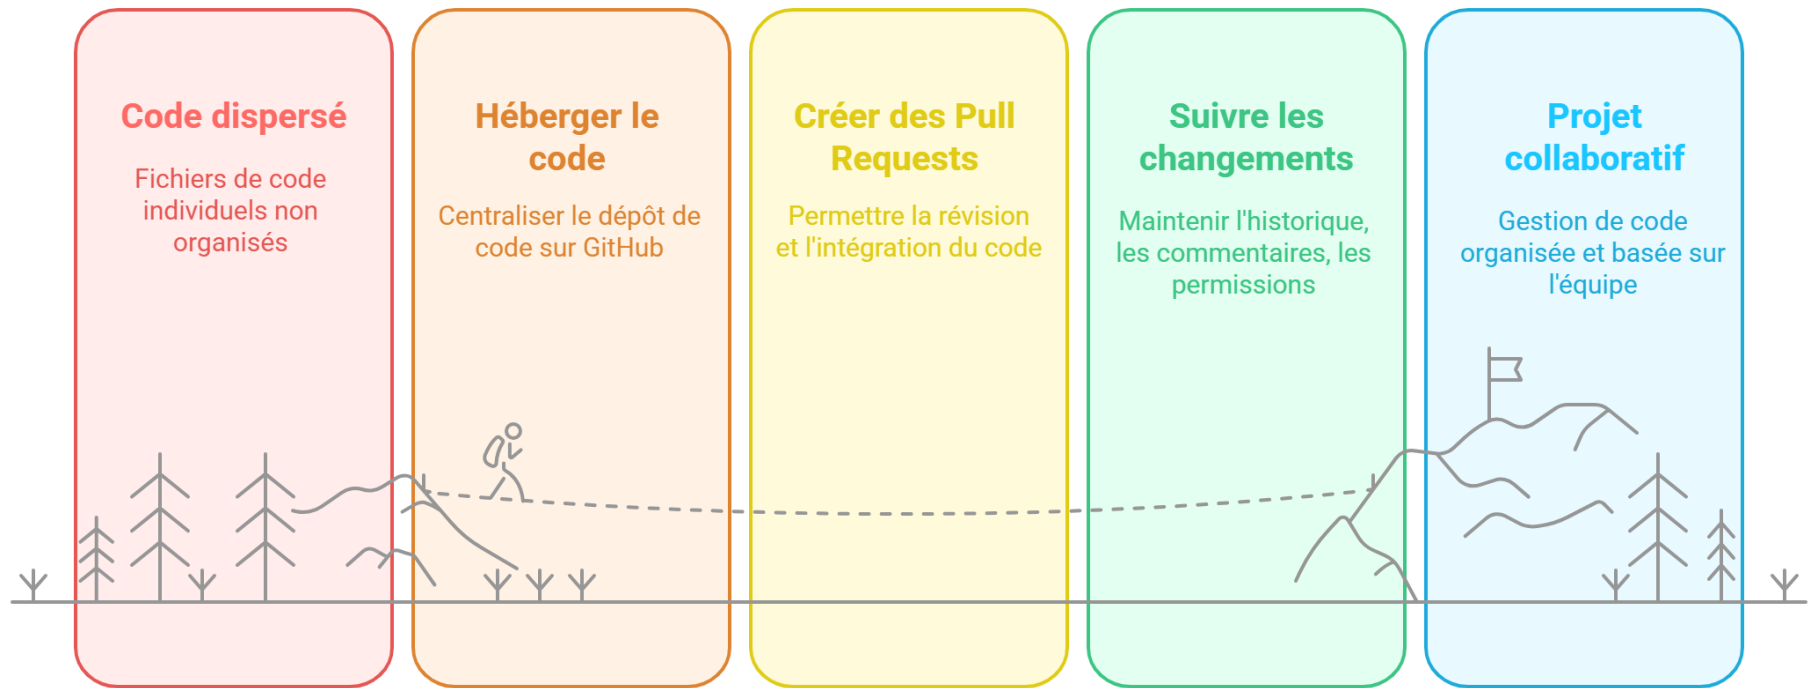 Code dispersé
Fichiers de code
individuels non
organisés
Héberger le
code
Centraliser le dépôt de
code sur GitHub
Créer des Pull
Requests
Permettre la révision
et l'intégration du code
Suivre les
changements
Maintenir l'historique,
les commentaires, les
permissions
Projet
collaboratif
Gestion de code
organisée et basée sur
l'équipe